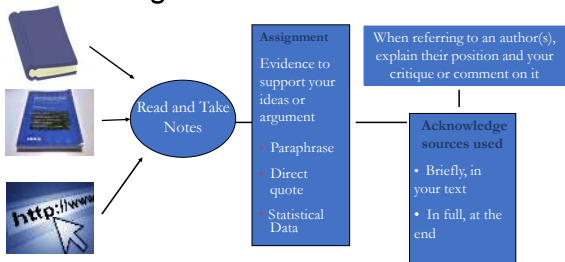 http://www
Read and Take
Notes
Assignment
Evidence to
support your
ideas or
argument
• Paraphrase
• Direct
quote
• Statistical
Data
When referring to an author(s),
explain their position and your
critique or comment on it
Acknowledge
sources used
• Briefly, in
your text
• In full, at the
end